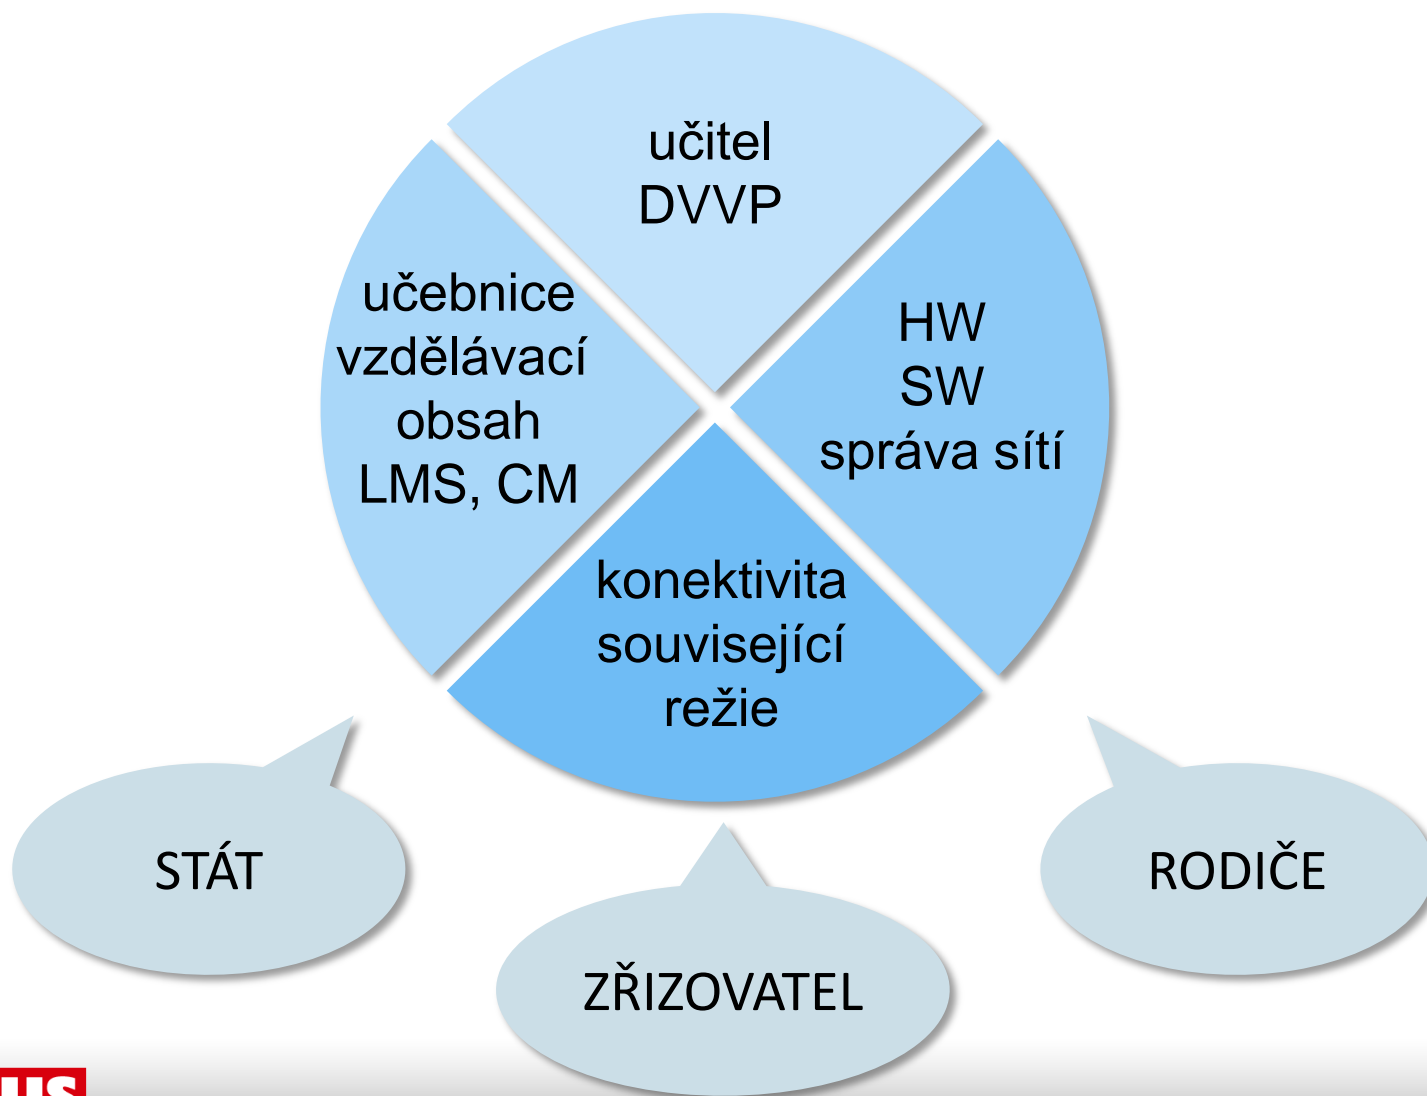 učitel
DVVP
učebnice
vzdělávací
obsah
LMS, CM
HW
SW
správa sítí
konektivita
související
režie
STÁT
ZŘIZOVATEL
RODIČE